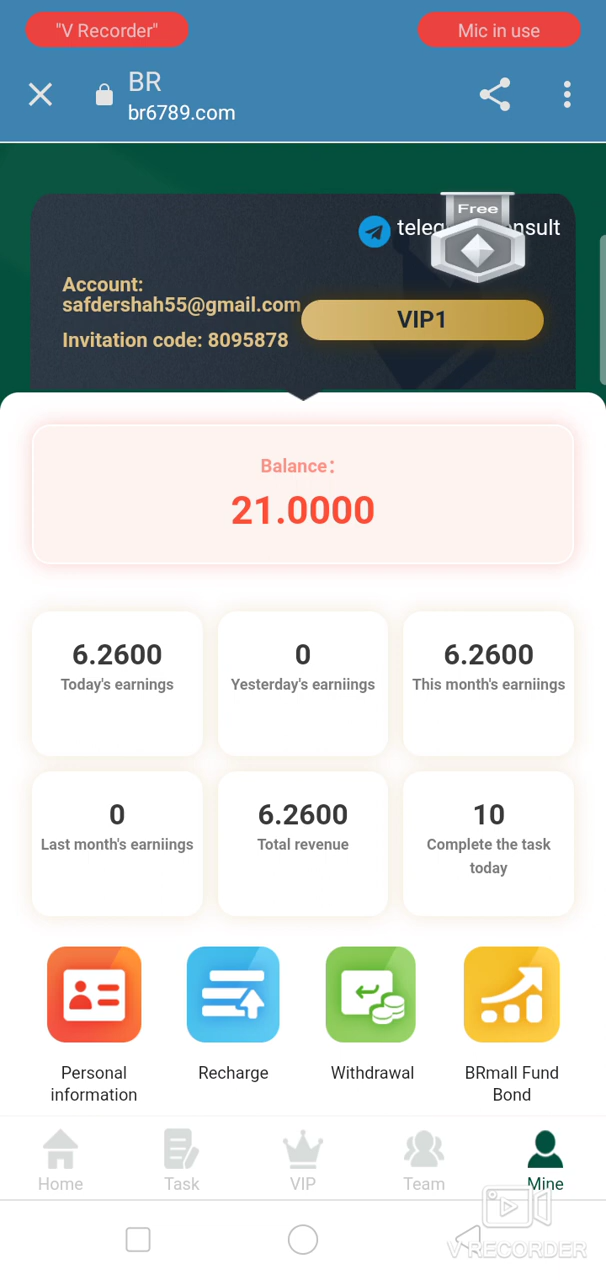 "V Recorder"
Mic in use
BR
br6789.com
Free
Account:
safdershah55@gmail.com
VIP1
Invitation code: 8095878
Balance:
21.0000
6.2600
Today's earnings
0
Yesterday's earniings
6.2600
This month's earniings
0
Last month's earniings
6.2600
Total revenue
10
Complete the task
today
Personal
information
Recharge
Withdrawal
BRmall Fund
Bond
Home
Task
VIP
Team
Mine
V RECORDER